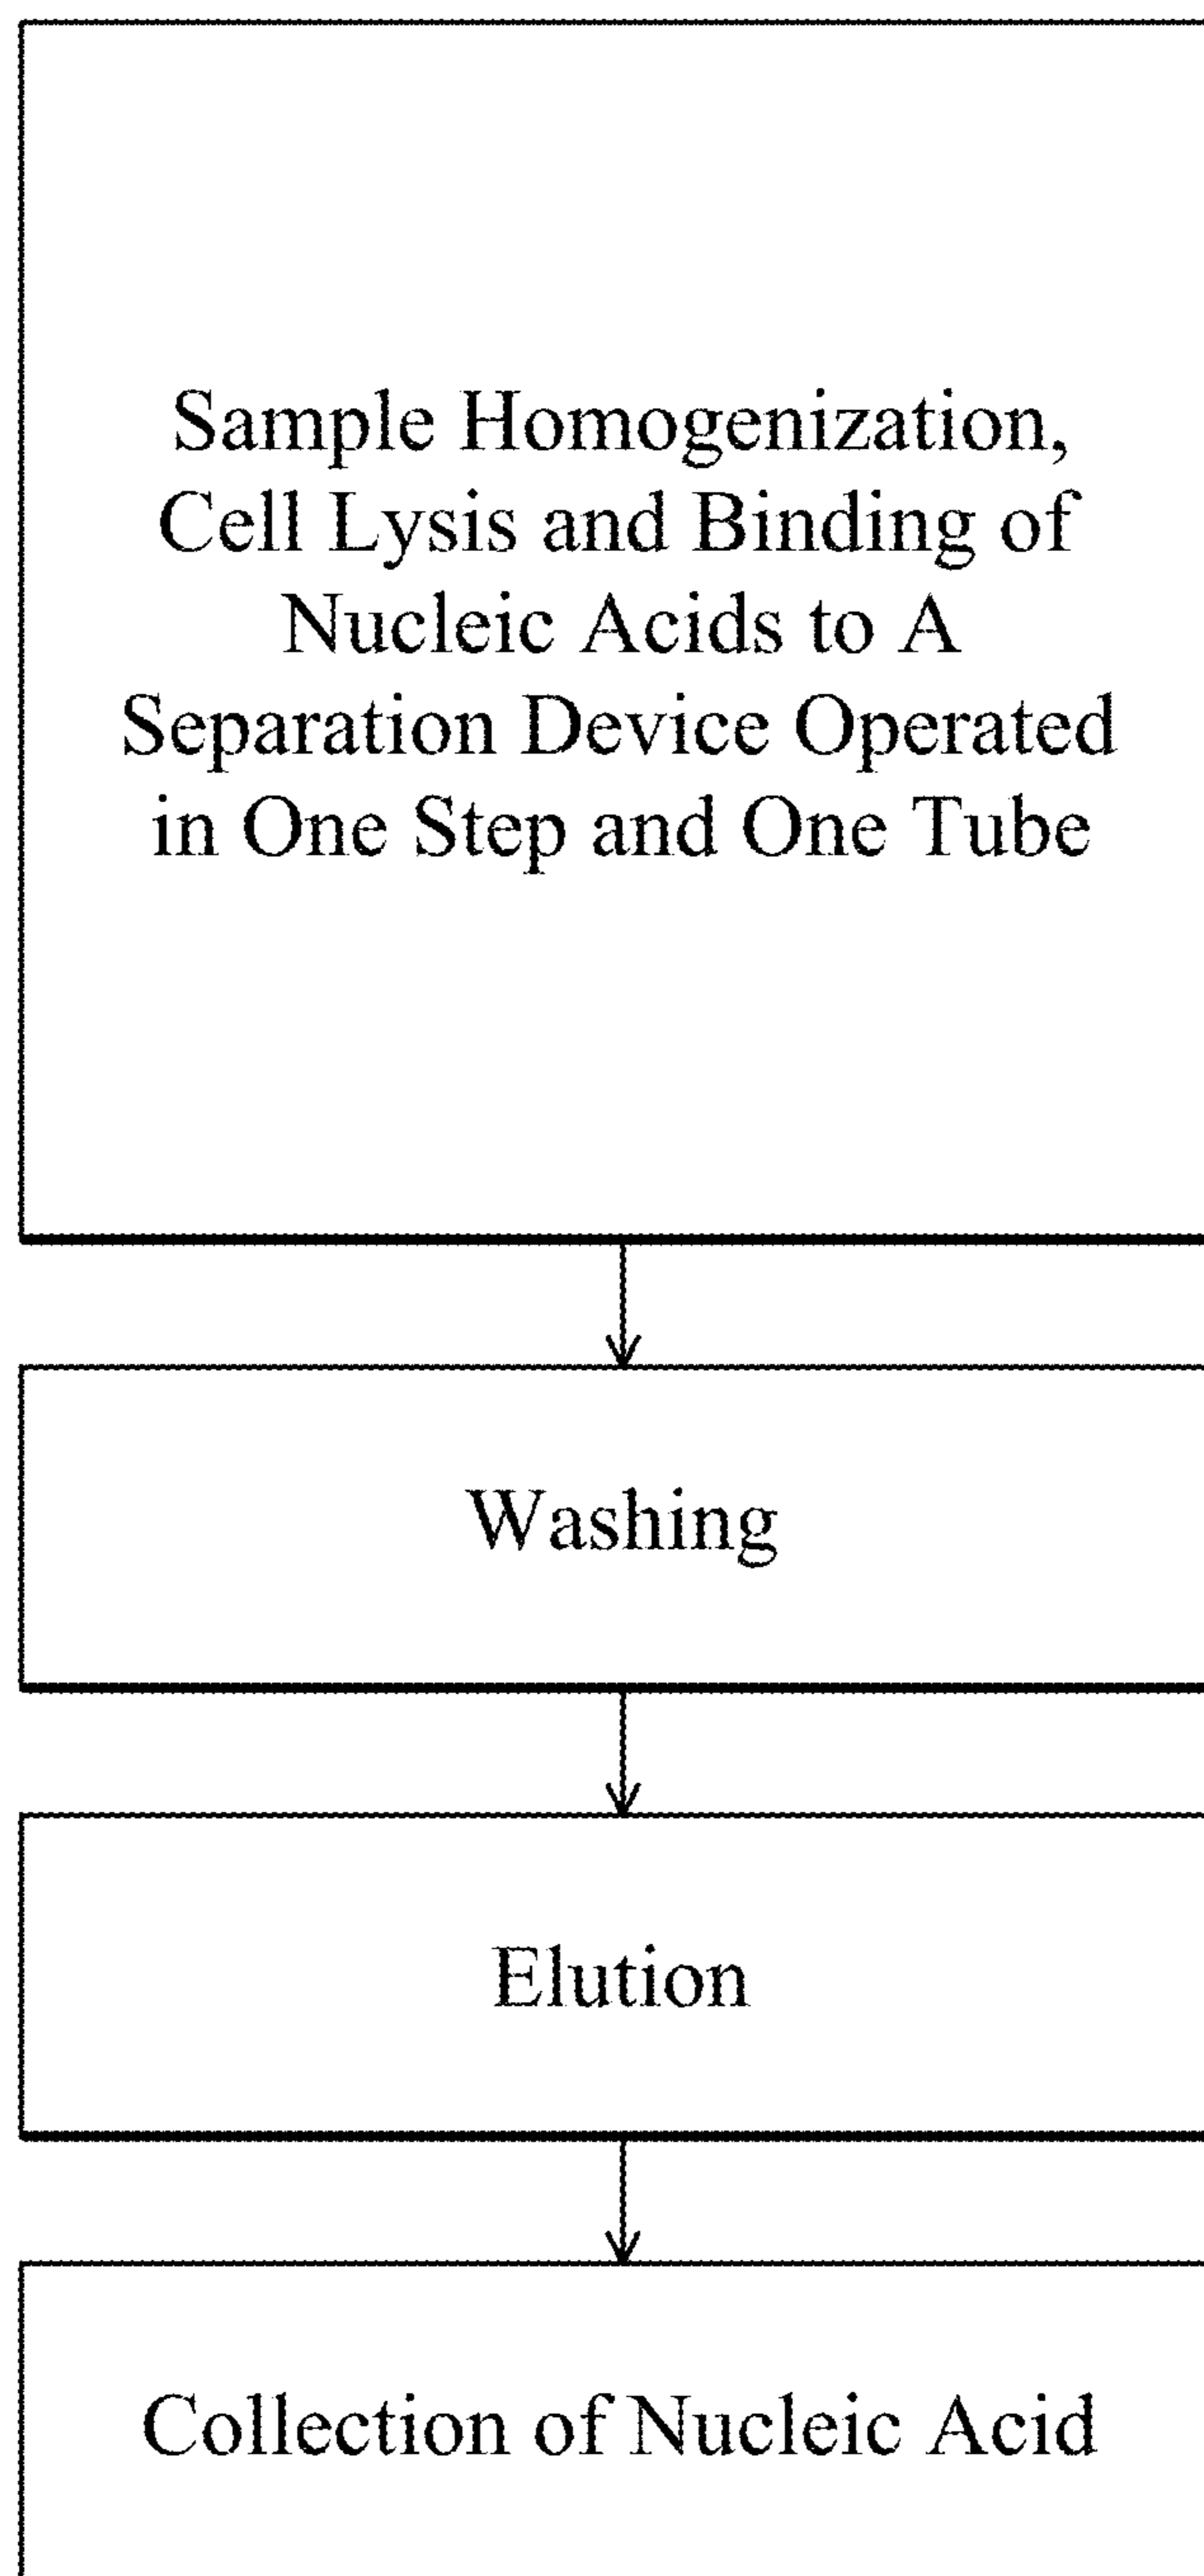 Sample Homogenization,
Cell Lysis and Binding of
Nucleic Acids to A
Separation Device Operated
in One Step and One Tube
Washing
Elution
Collection of Nucleic Acid